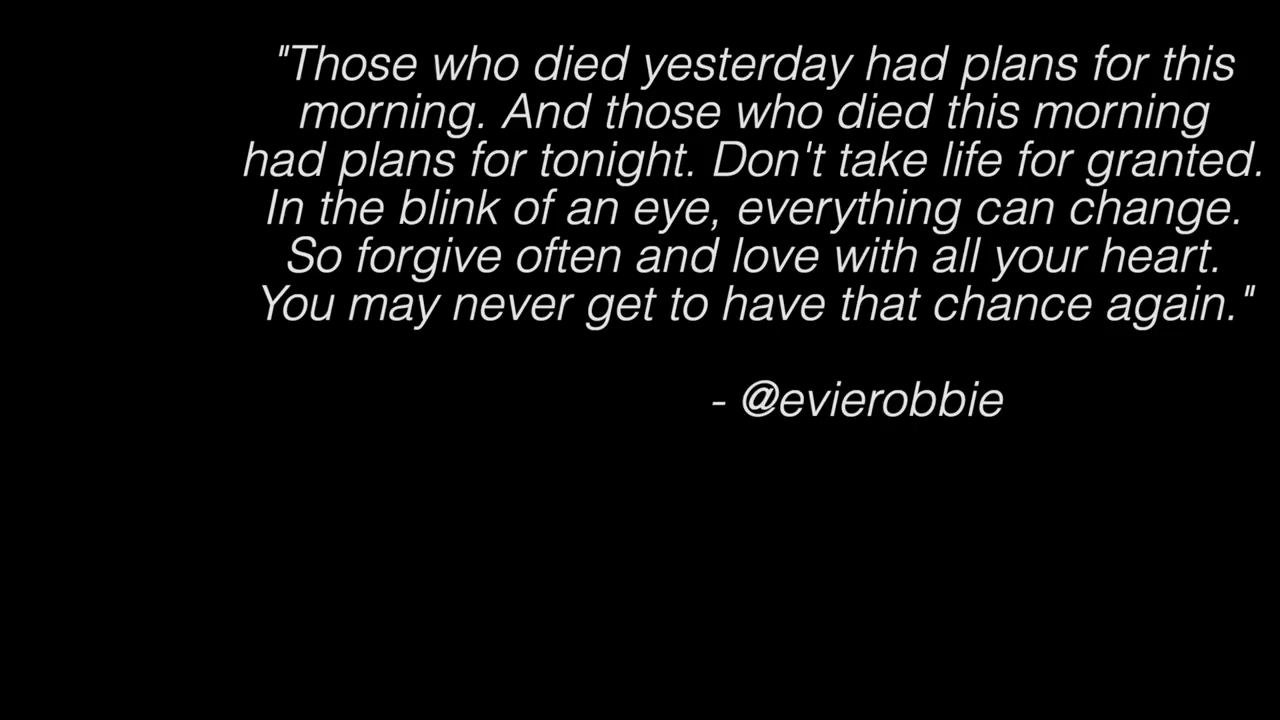 "Those who died yesterday had plans for this
morning. And those who died this morning
had plans for tonight. Don't take life for granted.
In the blink of an eye, everything can change.
So forgive often and love with all your heart.
You may never get to have that chance again."
- @evierobbie